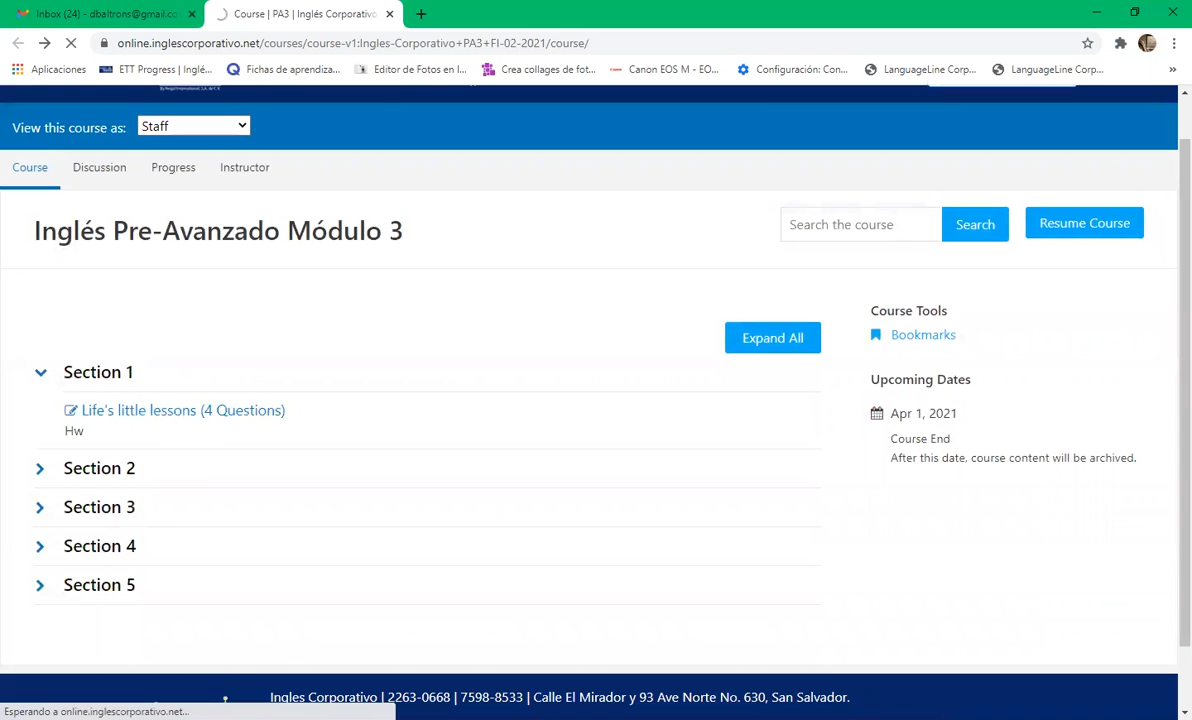 Inbox (24) - dbaltrons@gmail.co
Course | PA3 | Inglés Corporativo
online.inglescorporativo.net/courses/course-v1:Ingles-Corporativo+PA3+FI-02-2021/course/
Aplicaciones
ETT Progress | Inglé...
Fichas de aprendiza...
Editor de Fotos en l...
Crea collages de fot...
Canon EOS M - EO...
Configuración: Con...
LanguageLine Corp...
LanguageLine Corp...
»
View this course as:
Staff
Course
Discussion
Progress
Instructor
Inglés Pre-Avanzado Módulo 3
Search the course
Search
Resume Course
Expand All
Section 1
Life's little lessons (4 Questions)
Hw
Section 2
Section 3
Section 4
Section 5
Course Tools
Bookmarks
Upcoming Dates
Apr 1, 2021
Course End
After this date, course content will be archived.
Ingles Corporativo | 2263-0668 | 7598-8533 | Calle El Mirador y 93 Ave Norte No. 630, San Salvador.
Esperando a online.inglescorporativo.net...